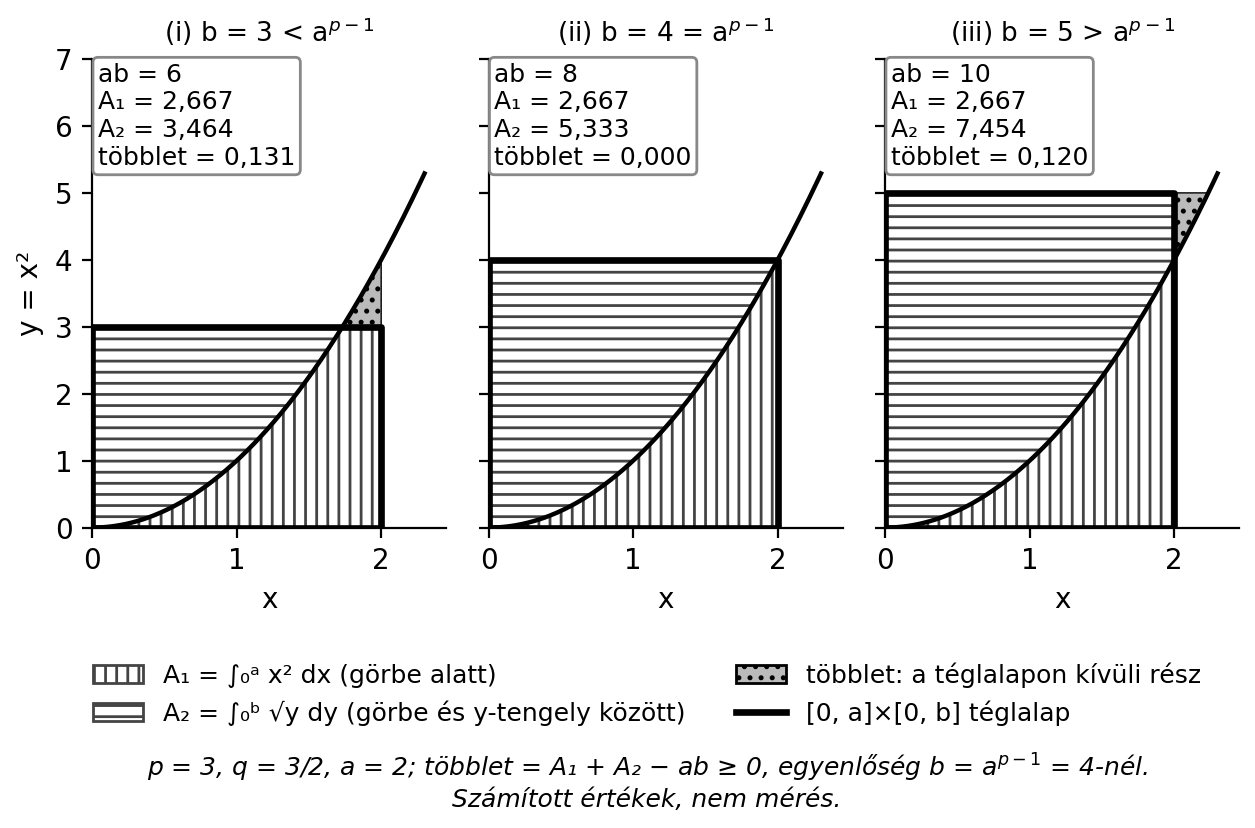 (i) b = 3 < aᵖ⁻¹
(ii) b = 4 = aᵖ⁻¹
(iii) b = 5 > aᵖ⁻¹
ab = 6
A₁ = 2,667
A₂ = 3,464
többlet = 0,131
ab = 8
A₁ = 2,667
A₂ = 5,333
többlet = 0,000
ab = 10
A₁ = 2,667
A₂ = 7,454
többlet = 0,120
y = x²
7
6
5
4
3
2
1
0
0 1 2
0 1 2
0 1 2
x
x
x
A₁ = ∫₀ᵃ x² dx (görbe alatt)
A₂ = ∫₀ᵇ √y dy (görbe és y-tengely között)
többlet: a téglalapon kívüli rész
[0, a]×[0, b] téglalap
p = 3, q = 3/2, a = 2; többlet = A₁ + A₂ − ab ≥ 0, egyenlőség b = aᵖ⁻¹ = 4-nél.
Számított értékek, nem mérés.